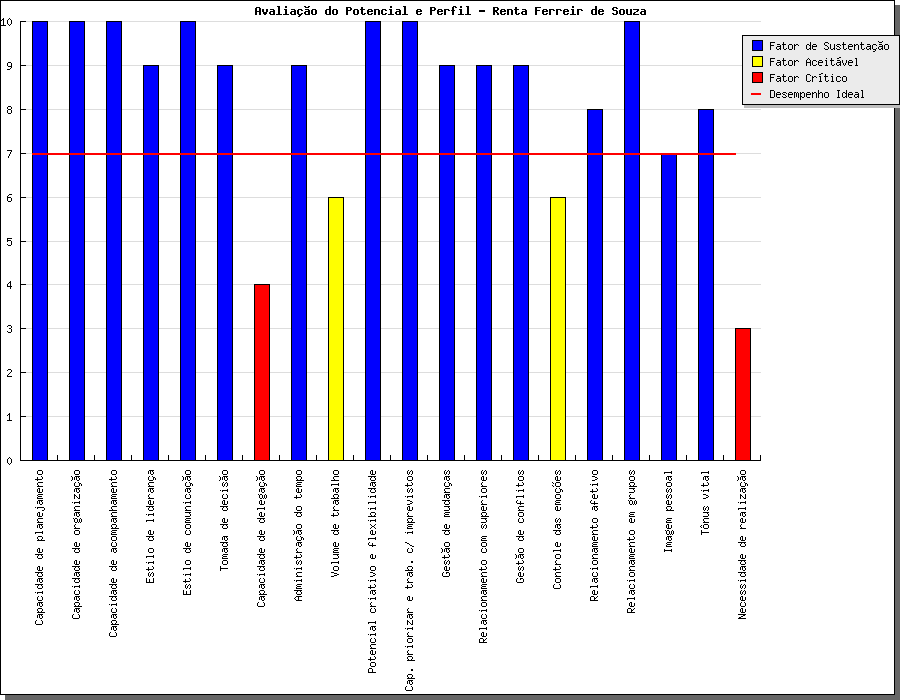 Avaliação do Potencial e Perfil - Renta Ferreir de Souza
Fator de Sustentação
Fator Aceitável
Fator Crítico
Desempenho Ideal
10
9
8
7
6
5
4
3
2
1
0
Capacidade de planejamento
Capacidade de organização
Capacidade de acompanhamento
Estilo de liderança
Estilo de comunicação
Tomada de decisão
Capacidade de delegação
Administração do tempo
Volume de trabalho
Potencial criativo e flexibilidade
Cap. priorizar e trab. c/ imprevistos
Gestão de mudanças
Relacionamento com superiores
Gestão de conflitos
Controle das emoções
Relacionamento afetivo
Relacionamento em grupos
Imagem pessoal
Tônus vital
Necessidade de realização